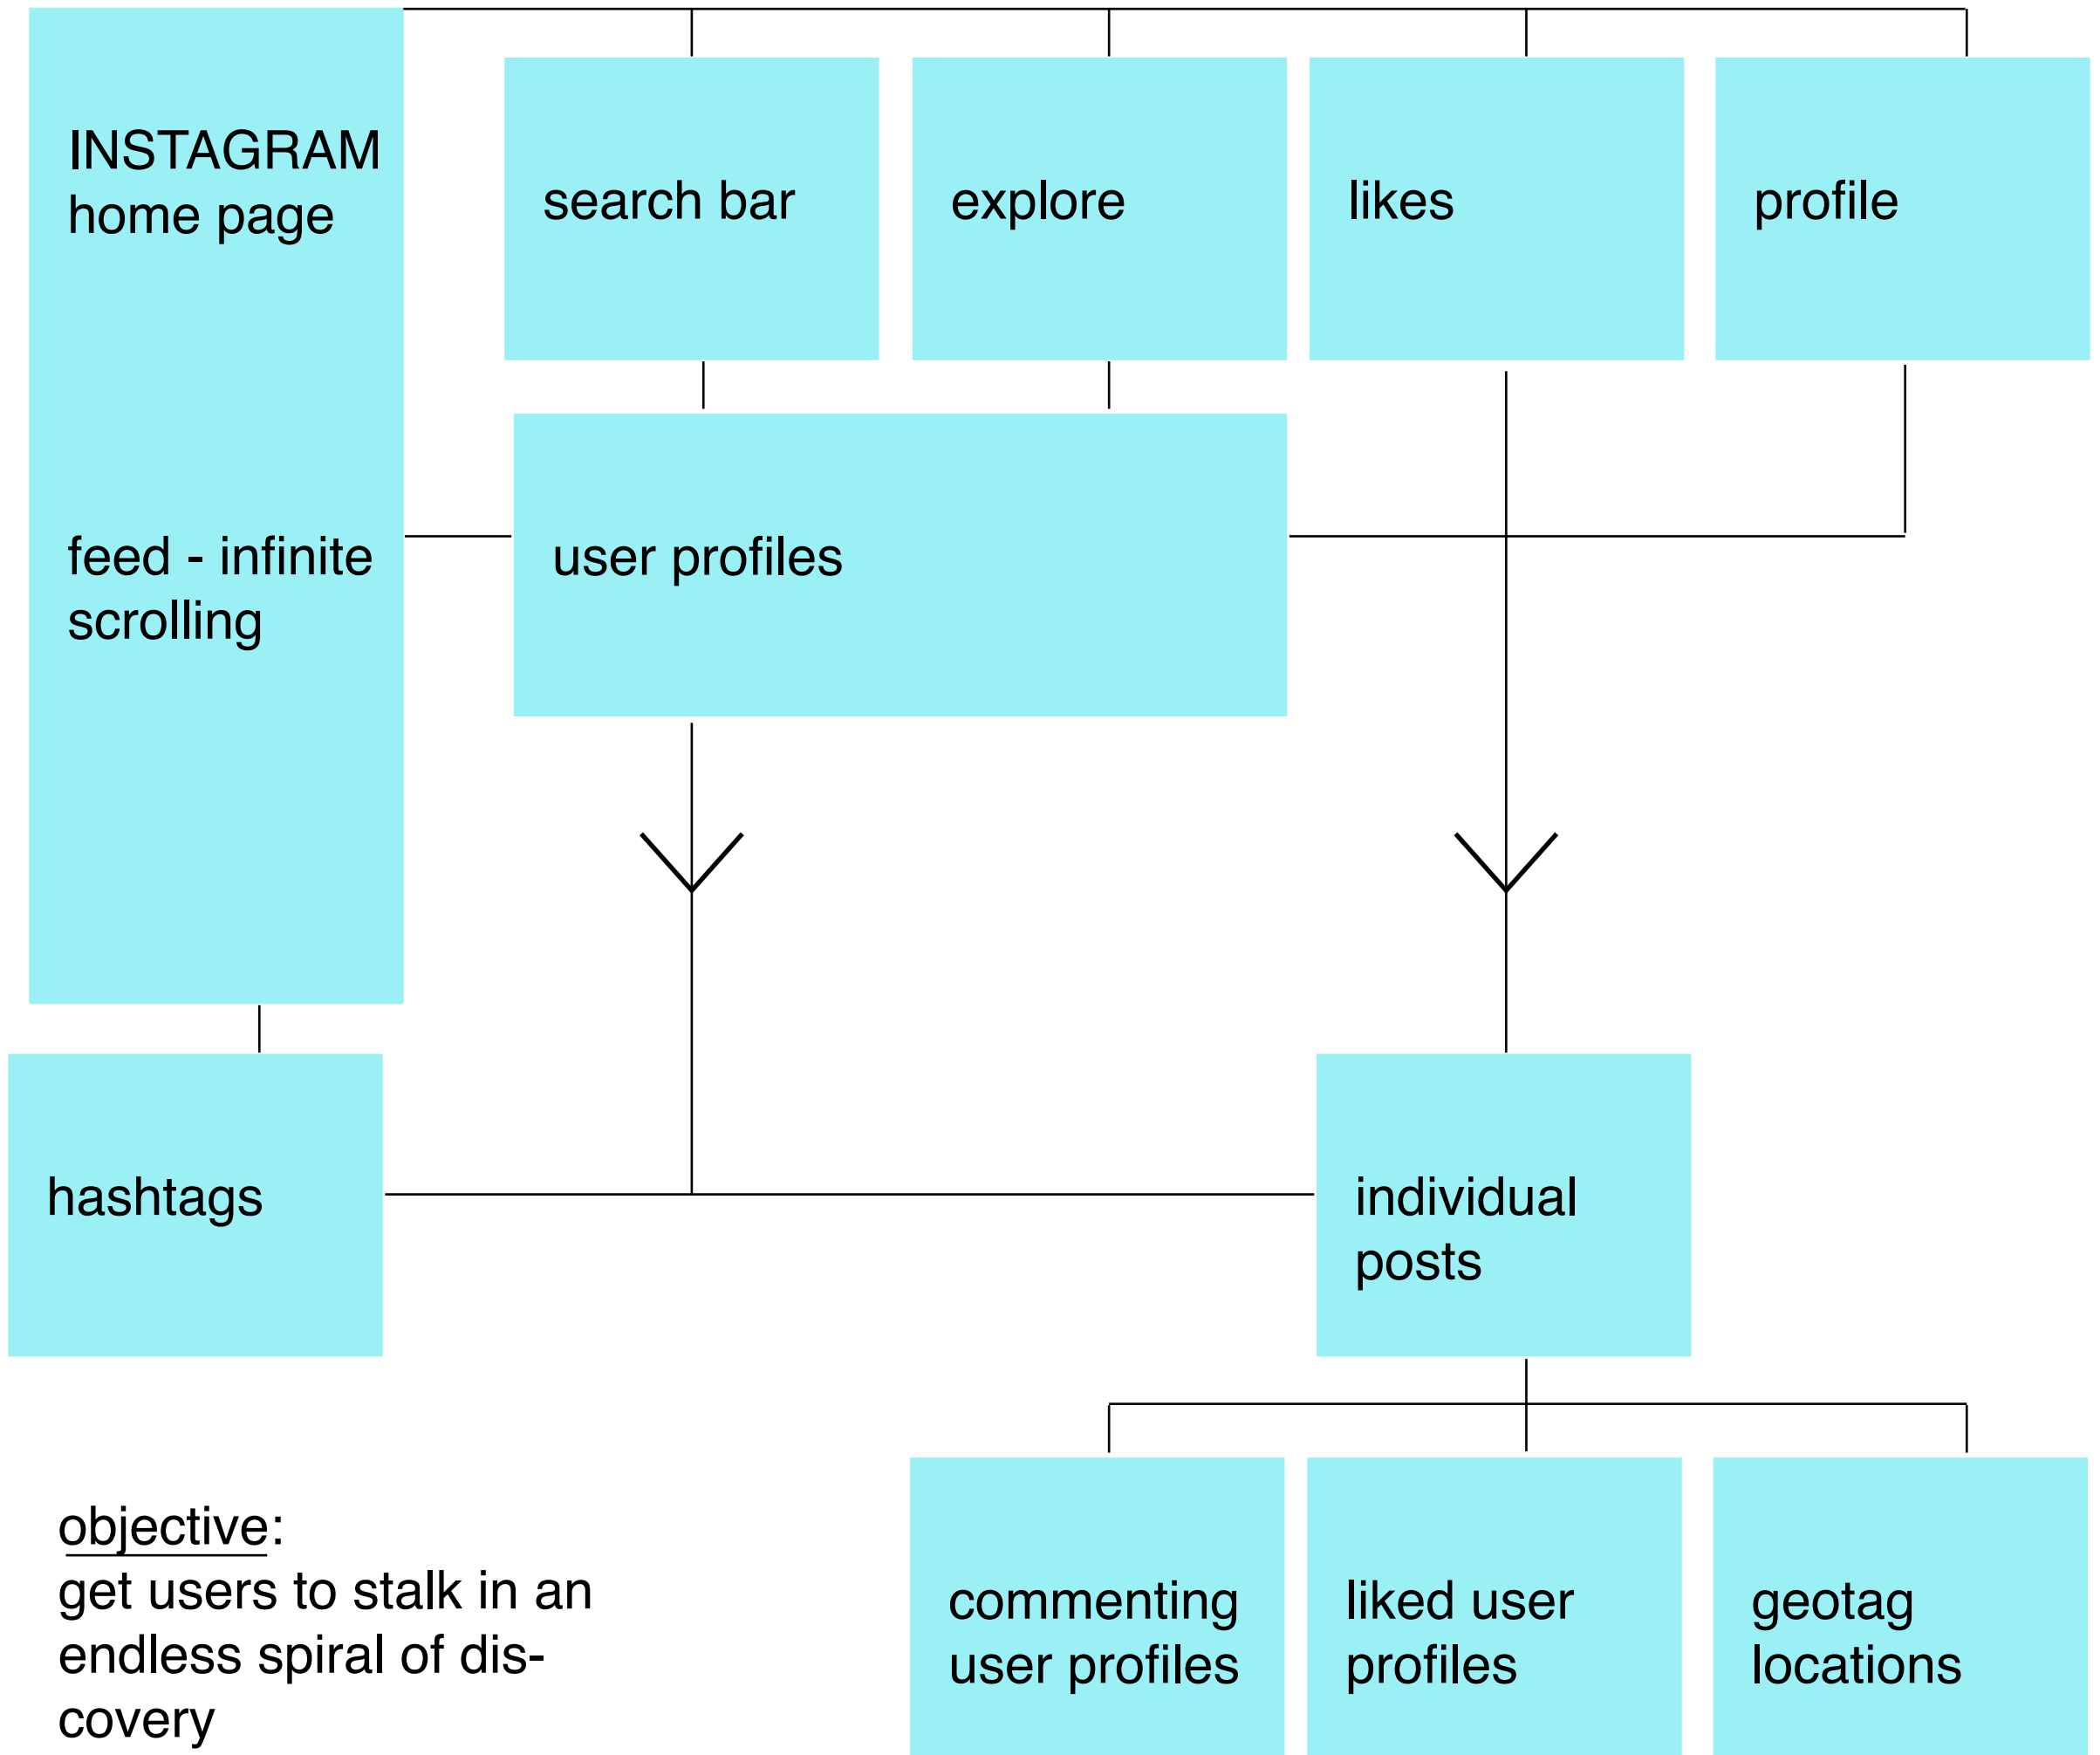 INSTAGRAM
home page
search bar
explore
likes
profile
feed - infinite
scrolling
user profiles
hashtags
individual
posts
objective:
get users to stalk in an
endless spiral of dis-
covery
commenting
user profiles
liked user
profiles
geotag
locations